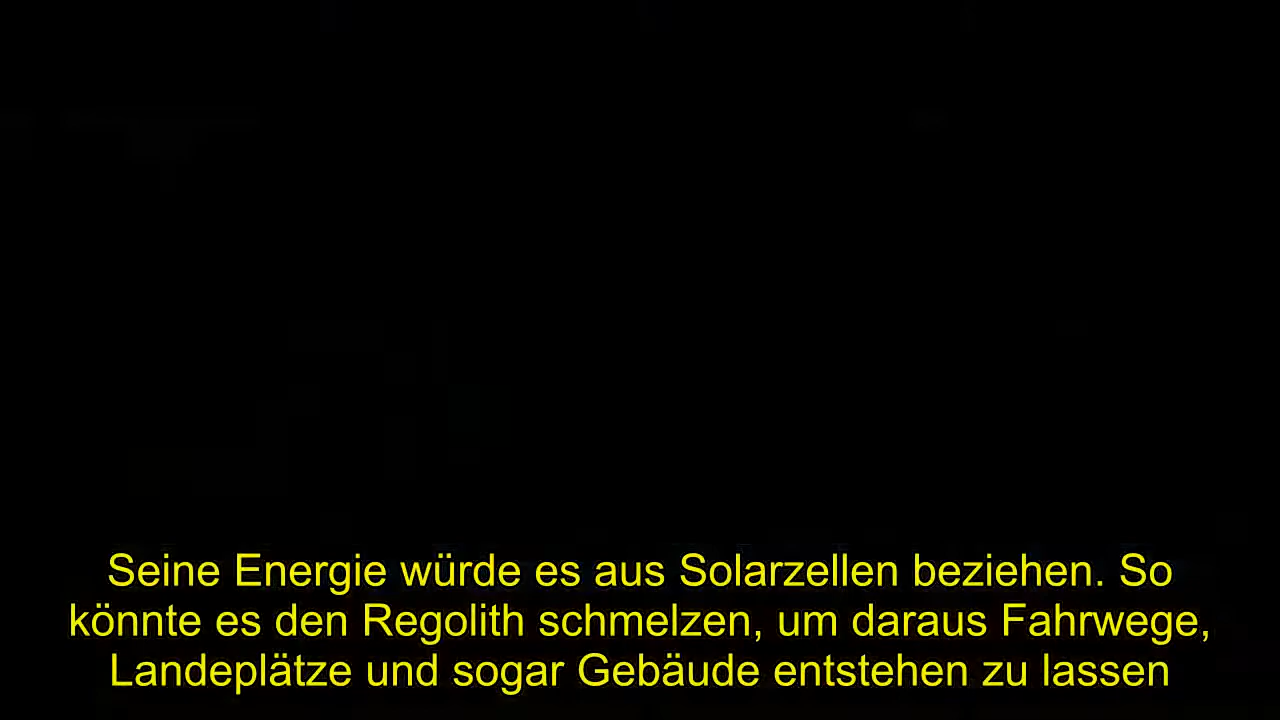 Seine Energie würde es aus Solarzellen beziehen. So
könnte es den Regolith schmelzen, um daraus Fahrwege,
Landeplätze und sogar Gebäude entstehen zu lassen